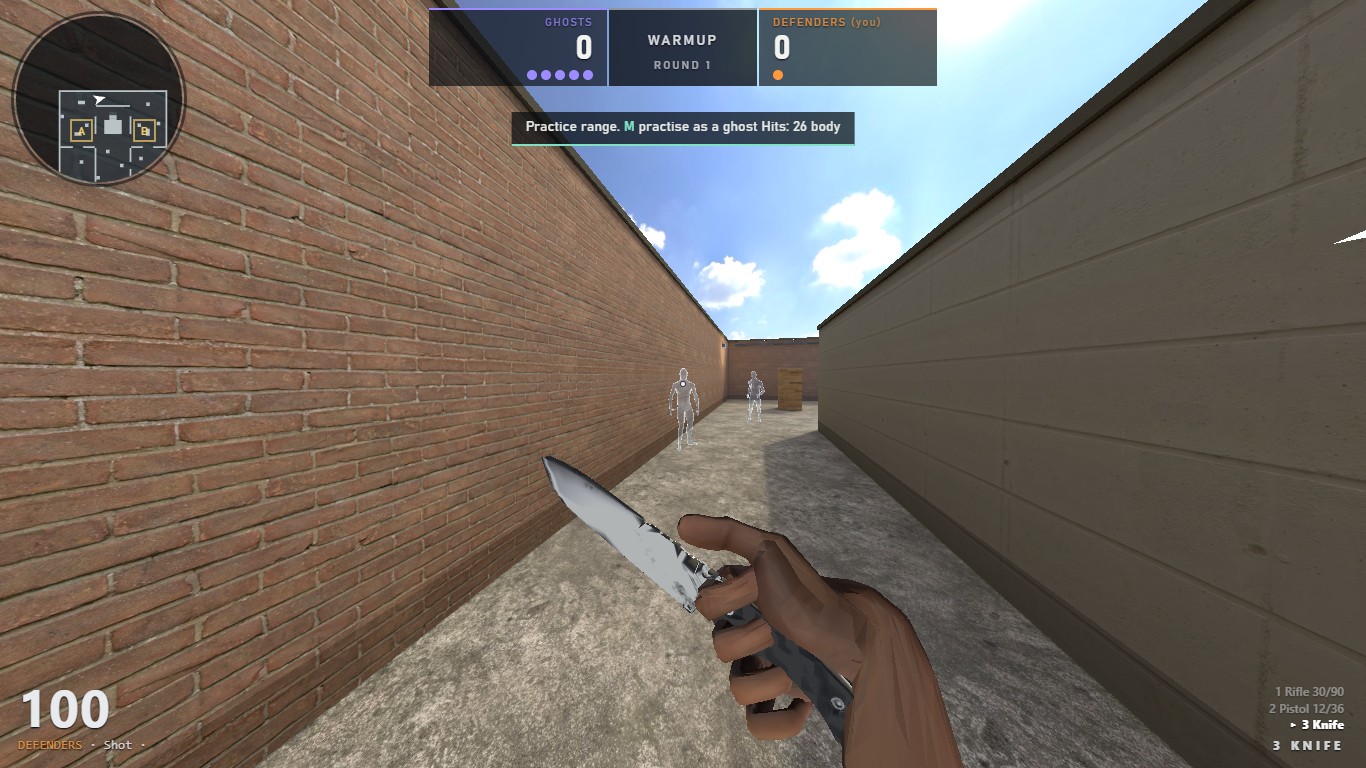 GHOSTS
0
WARMUP
ROUND 1
DEFENDERS (you)
0
Practice range. M practise as a ghost Hits: 26 body
A
B
100
DEFENDERS · Shot ·
1 Rifle 30/90
2 Pistol 12/36
▸ 3 Knife
3 KNIFE